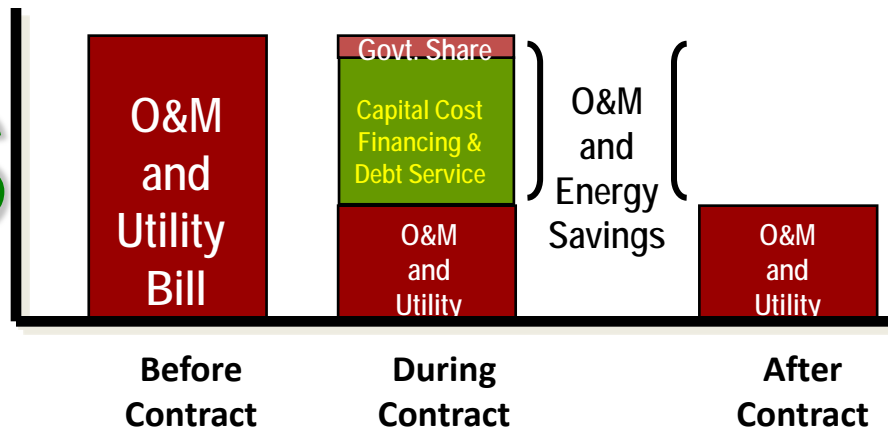 O&M
and
Utility
Bill
Govt. Share
Capital Cost
Financing &
Debt Service
O&M
and
Utility
O&M
and
Energy
Savings
O&M
and
Utility
Before
Contract
During
Contract
After
Contract